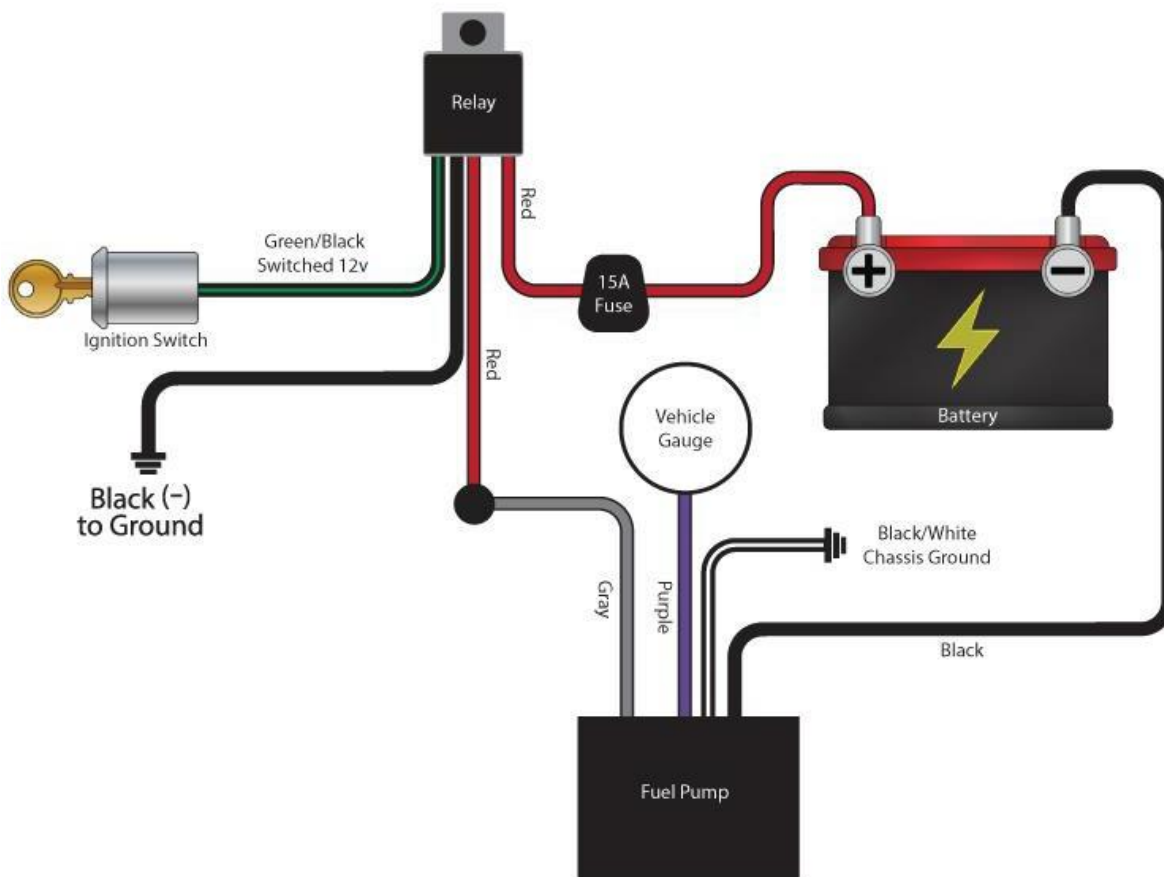 Relay
Red
Green/Black
Switched 12v
15A
Fuse
Ignition Switch
Red
Vehicle
Gauge
Battery
Black (-)
to Ground
Black/White
Chassis Ground
Gray
Purple
Black
Fuel Pump